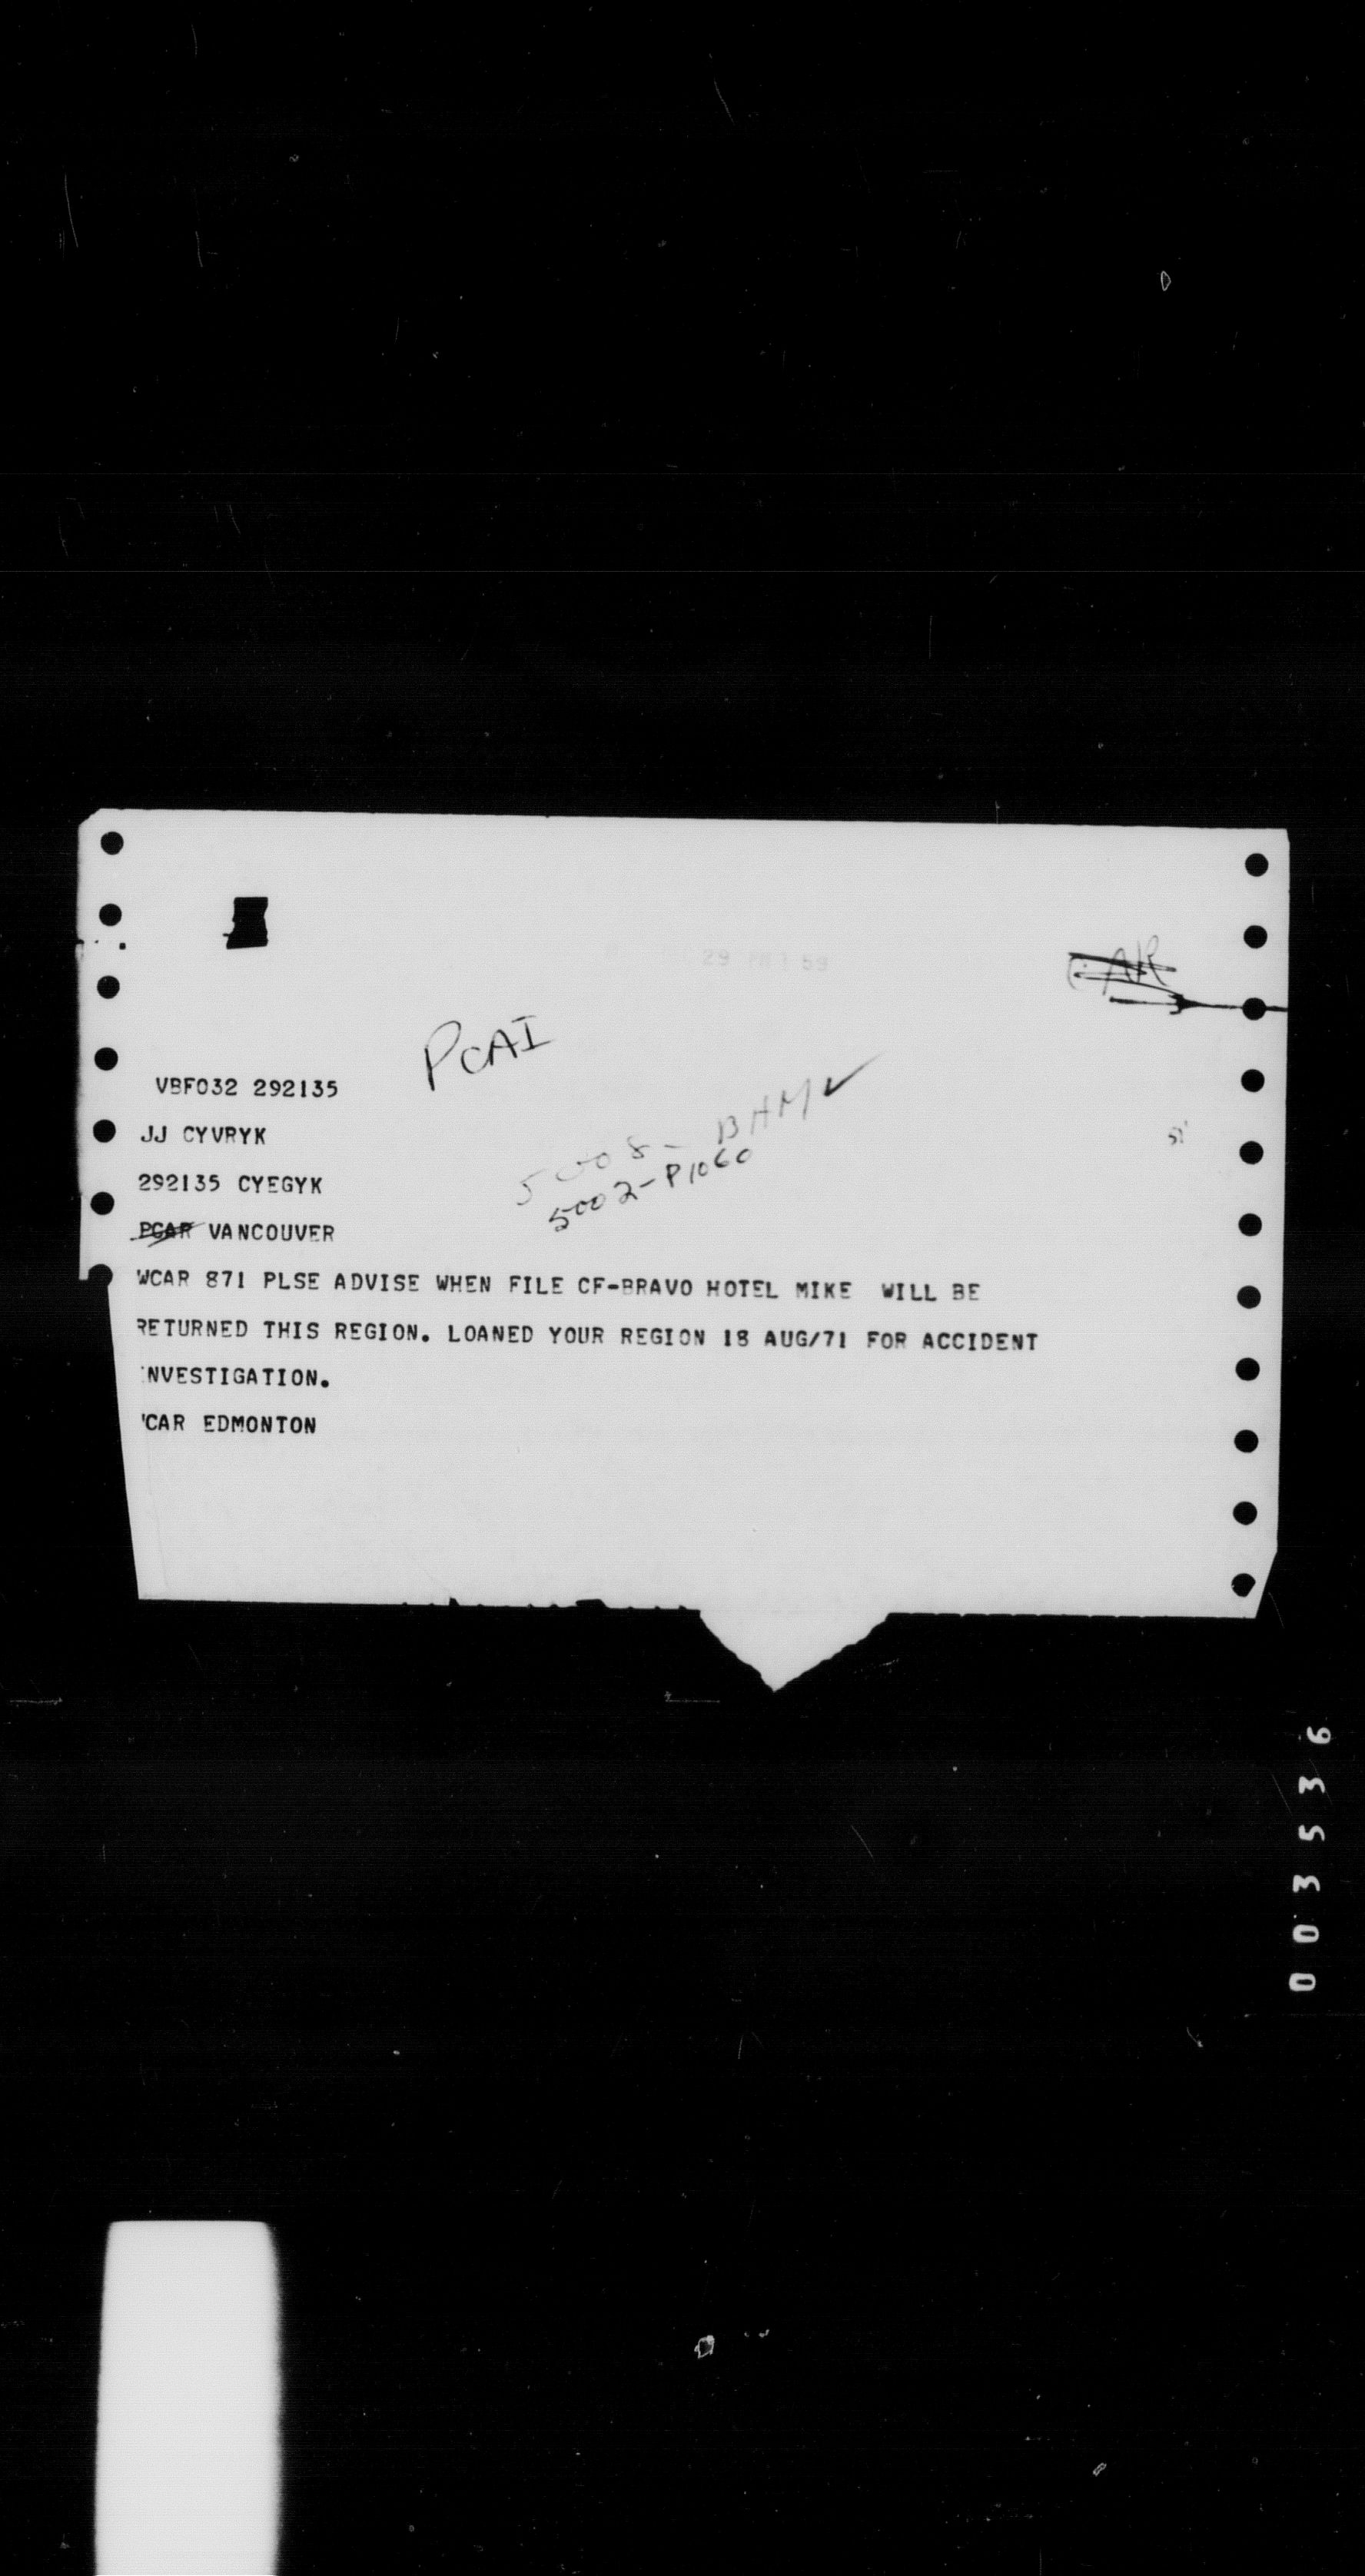 CAR
PCAI
VBF032 292135
JJ CYVRYK
5008- BHM ✓
292135 CYEGYK
5002-P1060
PCAR VANCOUVER
WCAR 871 PLSE ADVISE WHEN FILE CF-BRAVO HOTEL MIKE WILL BE
RETURNED THIS REGION. LOANED YOUR REGION 18 AUG/71 FOR ACCIDENT
NVESTIGATION.
'CAR EDMONTON
003536